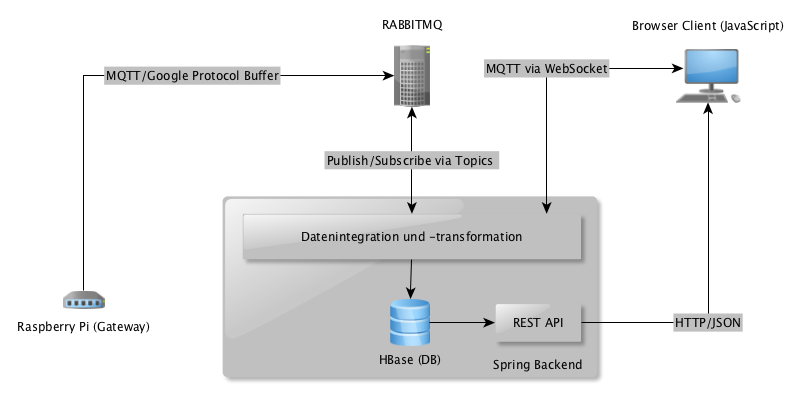 RABBITMQ
Browser Client (JavaScript)
MQTT/Google Protocol Buffer
MQTT via WebSocket
Publish/Subscribe via Topics
Datenintegration und -transformation
Raspberry Pi (Gateway)
REST API
HTTP/JSON
HBase (DB)
Spring Backend